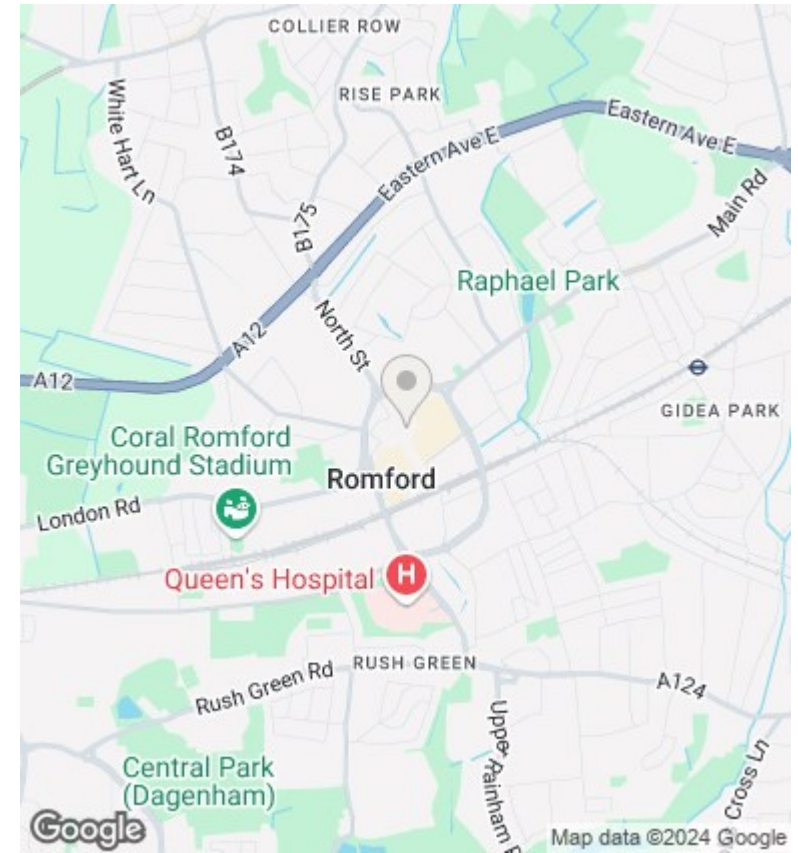 COLLIER ROW
RISE PARK
White Hart Ln
B174
B175
Eastern Ave E
Eastern Ave E
Main Rd
Raphael Park
North St
A12
A12
GIDEA PARK
Coral Romford
Greyhound Stadium
Romford
London Rd
Queen's Hospital
H
RUSH GREEN
Rush Green Rd
A124
Upper Rainham
Central Park
(Dagenham)
Cross Ln
Google
Map data ©2024 Google